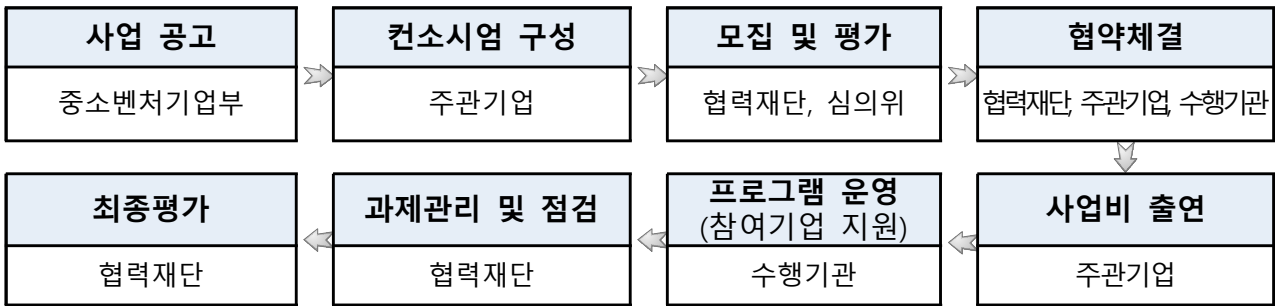 사업 공고
중소벤처기업부
컨소시엄 구성
주관기업
모집 및 평가
협력재단, 심의위
협약체결
협력재단, 주관기업, 수행기관
사업비 출연
주관기업
프로그램 운영
(참여기업 지원)
수행기관
과제관리 및 점검
협력재단
최종평가
협력재단